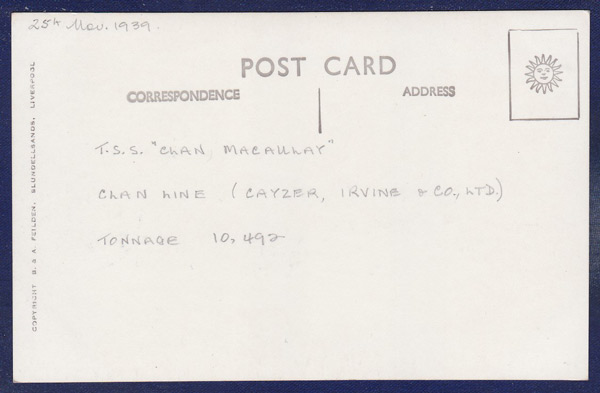 25th Nov. 1939.
POST CARD
CORRESPONDENCE
ADDRESS
T.S.S. "CLAN MACAULAY"
CLAN LINE (CAYZER, IRVINE & CO., LTD.)
TONNAGE 10,492
COPYRIGHT B. & A. FEILDEN, BLUNDELLSANDS, LIVERPOOL